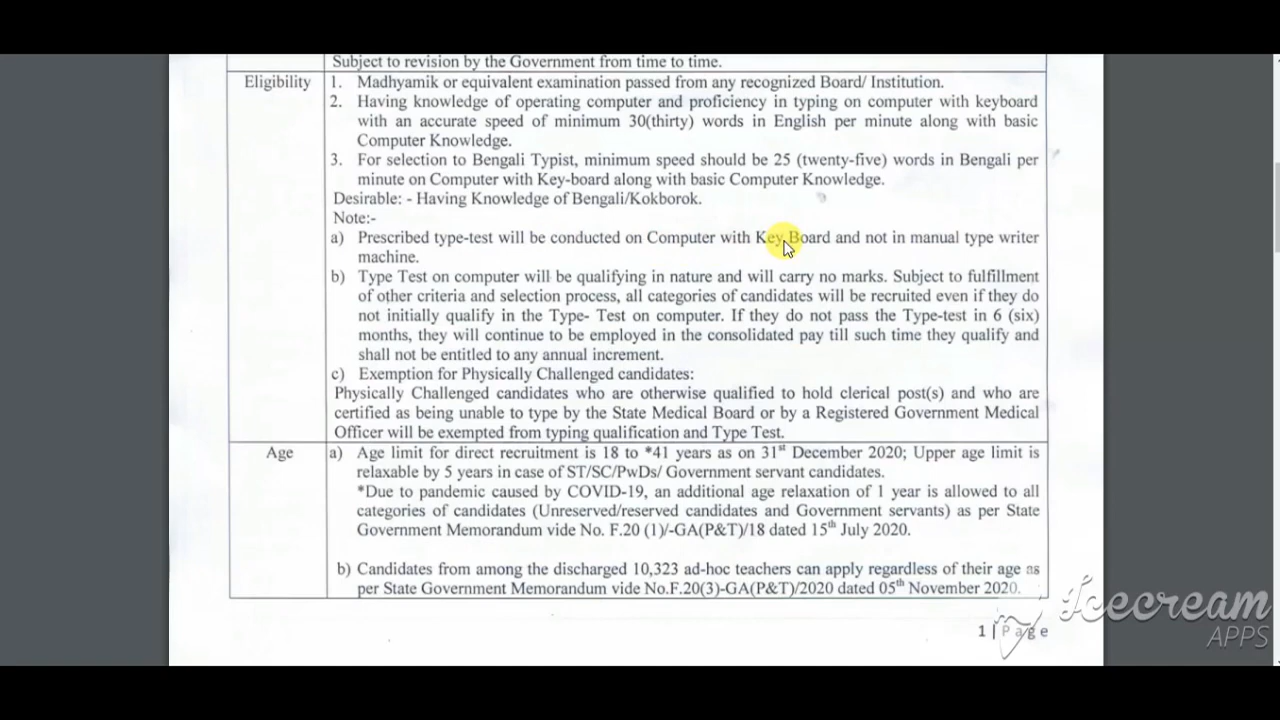 Subject to revision by the Government from time to time.
Eligibility
1. Madhyamik or equivalent examination passed from any recognized Board/ Institution.
2. Having knowledge of operating computer and proficiency in typing on computer with keyboard
with an accurate speed of minimum 30(thirty) words in English per minute along with basic
Computer Knowledge.
3. For selection to Bengali Typist, minimum speed should be 25 (twenty-five) words in Bengali per
minute on Computer with Key-board along with basic Computer Knowledge.
Desirable: - Having Knowledge of Bengali/Kokborok.
Note:-
a) Prescribed type-test will be conducted on Computer with Key Board and not in manual type writer
machine.
b) Type Test on computer will be qualifying in nature and will carry no marks. Subject to fulfillment
of other criteria and selection process, all categories of candidates will be recruited even if they do
not initially qualify in the Type- Test on computer. If they do not pass the Type-test in 6 (six)
months, they will continue to be employed in the consolidated pay till such time they qualify and
shall not be entitled to any annual increment.
c) Exemption for Physically Challenged candidates:
Physically Challenged candidates who are otherwise qualified to hold clerical post(s) and who are
certified as being unable to type by the State Medical Board or by a Registered Government Medical
Officer will be exempted from typing qualification and Type Test.
Age
a) Age limit for direct recruitment is 18 to *41 years as on 31st December 2020; Upper age limit is
relaxable by 5 years in case of ST/SC/PwDs/ Government servant candidates.
*Due to pandemic caused by COVID-19, an additional age relaxation of 1 year is allowed to all
categories of candidates (Unreserved/reserved candidates and Government servants) as per State
Government Memorandum vide No. F.20 (1)/-GA(P&T)/18 dated 15th July 2020.
b) Candidates from among the discharged 10,323 ad-hoc teachers can apply regardless of their age as
per State Government Memorandum vide No.F.20(3)-GA(P&T)/2020 dated 05th November 2020.
1 | Page
Icecream
APPS